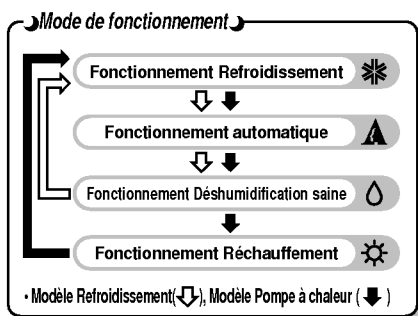 Mode de fonctionnement
Fonctionnement Refroidissement
Fonctionnement automatique
Fonctionnement Déshumidification saine
Fonctionnement Réchauffement
• Modèle Refroidissement(⇩), Modèle Pompe à chaleur (⬇)